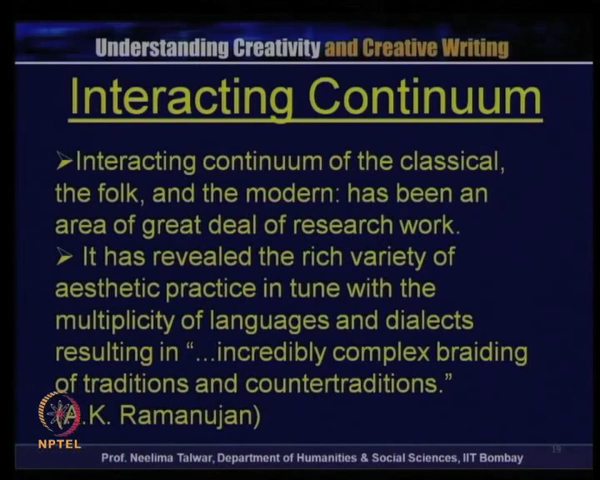 Understanding Creativity and Creative Writing
Interacting Continuum
➢Interacting continuum of the classical,
the folk, and the modern: has been an
area of great deal of research work.
➢ It has revealed the rich variety of
aesthetic practice in tune with the
multiplicity of languages and dialects
resulting in “...incredibly complex braiding
of traditions and countertraditions.”
(A.K. Ramanujan)
NPTEL
19
Prof. Neelima Talwar, Department of Humanities & Social Sciences, IIT Bombay